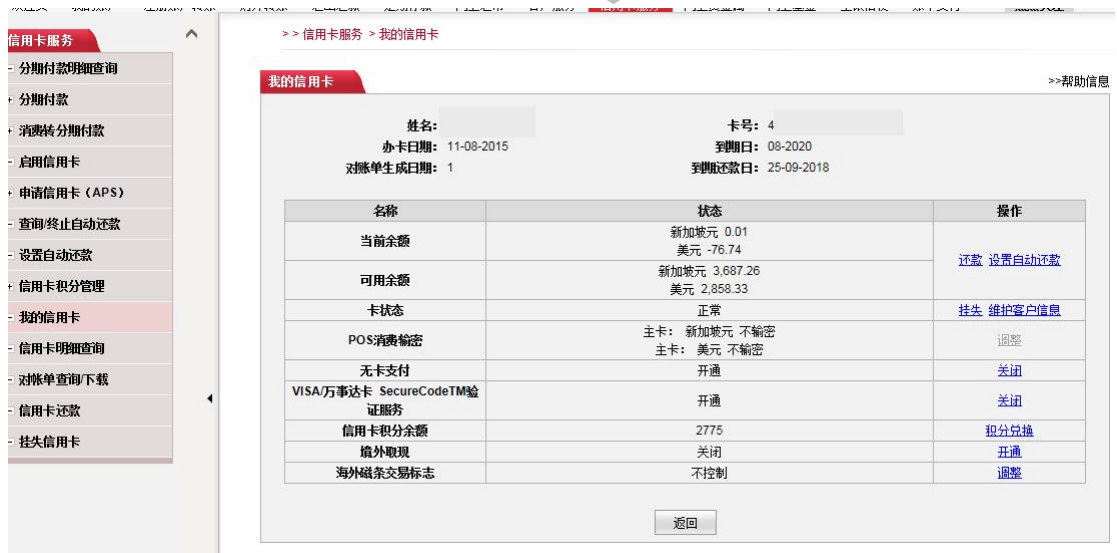 信用卡服务
分期付款明细查询
分期付款
消费转分期付款
启用信用卡
申请信用卡（APS）
查询/终止自动还款
设置自动还款
信用卡积分管理
我的信用卡
信用卡明细查询
对帐单查询/下载
信用卡还款
挂失信用卡
>> 信用卡服务 > 我的信用卡
我的信用卡 >>帮助信息
姓名： 卡号： 4
办卡日期： 11-08-2015 到期日： 08-2020
对账单生成日期： 1 到期还款日： 25-09-2018
名称 状态 操作
当前余额 新加坡元 0.01
美元 -76.74
还款 设置自动还款
可用余额 新加坡元 3,687.26
美元 2,858.33
卡状态 正常 挂失 维护客户信息
POS消费输密 主卡： 新加坡元 不输密
主卡： 美元 不输密
调整
无卡支付 开通 关闭
VISA/万事达卡 SecureCodeTM验
证服务 开通 关闭
信用卡积分余额 2775 积分兑换
境外取现 关闭 开通
海外磁条交易标志 不控制 调整
返回